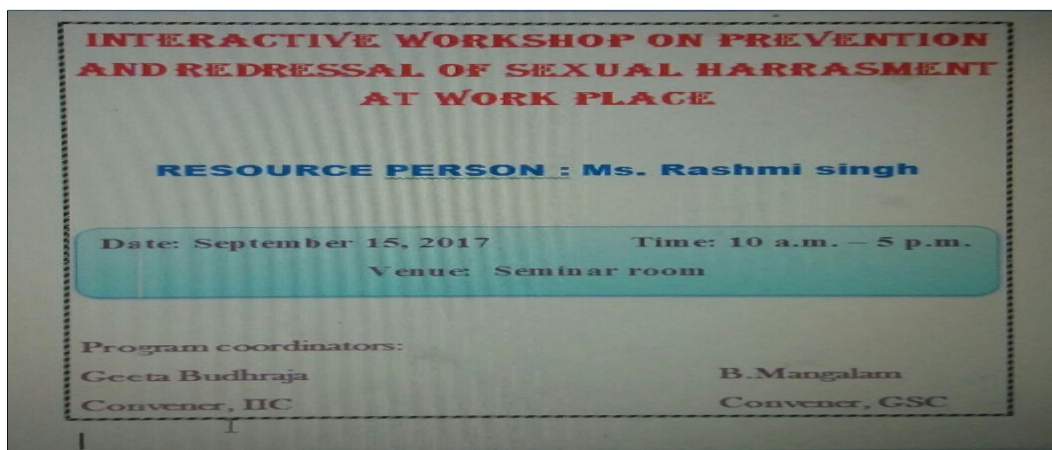 INTERACTIVE WORKSHOP ON PREVENTION
AND REDRESSAL OF SEXUAL HARRASMENT
AT WORK PLACE
RESOURCE PERSON : Ms. Rashmi singh
Date: September 15, 2017 Time: 10 a.m. – 5 p.m.
Venue: Seminar room
Program coordinators:
Geeta Budhraja B.Mangalam
Convener, IIC Convener, GSC